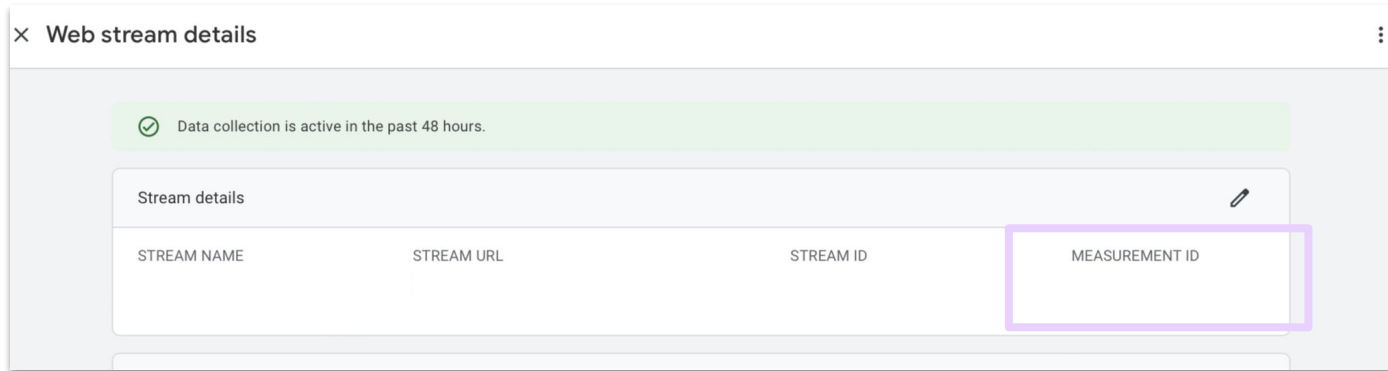 Web stream details
Data collection is active in the past 48 hours.
Stream details
STREAM NAME STREAM URL STREAM ID MEASUREMENT ID